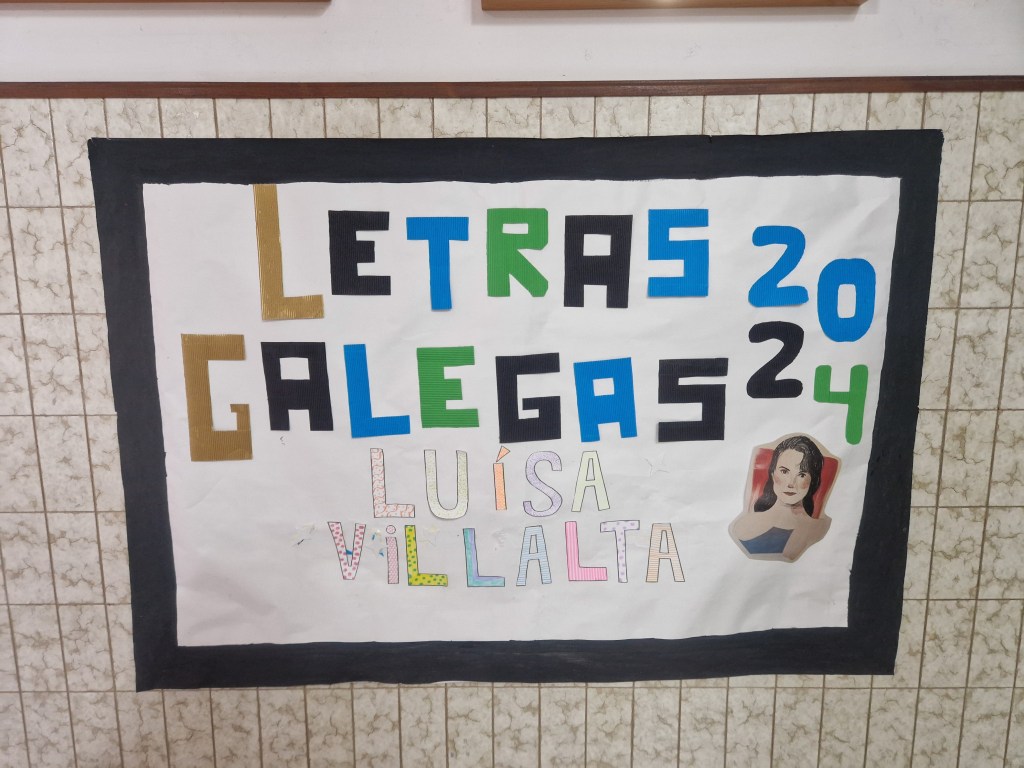 LETRAS 20
GALEGAS 24
LUÍSA
VILLALTA